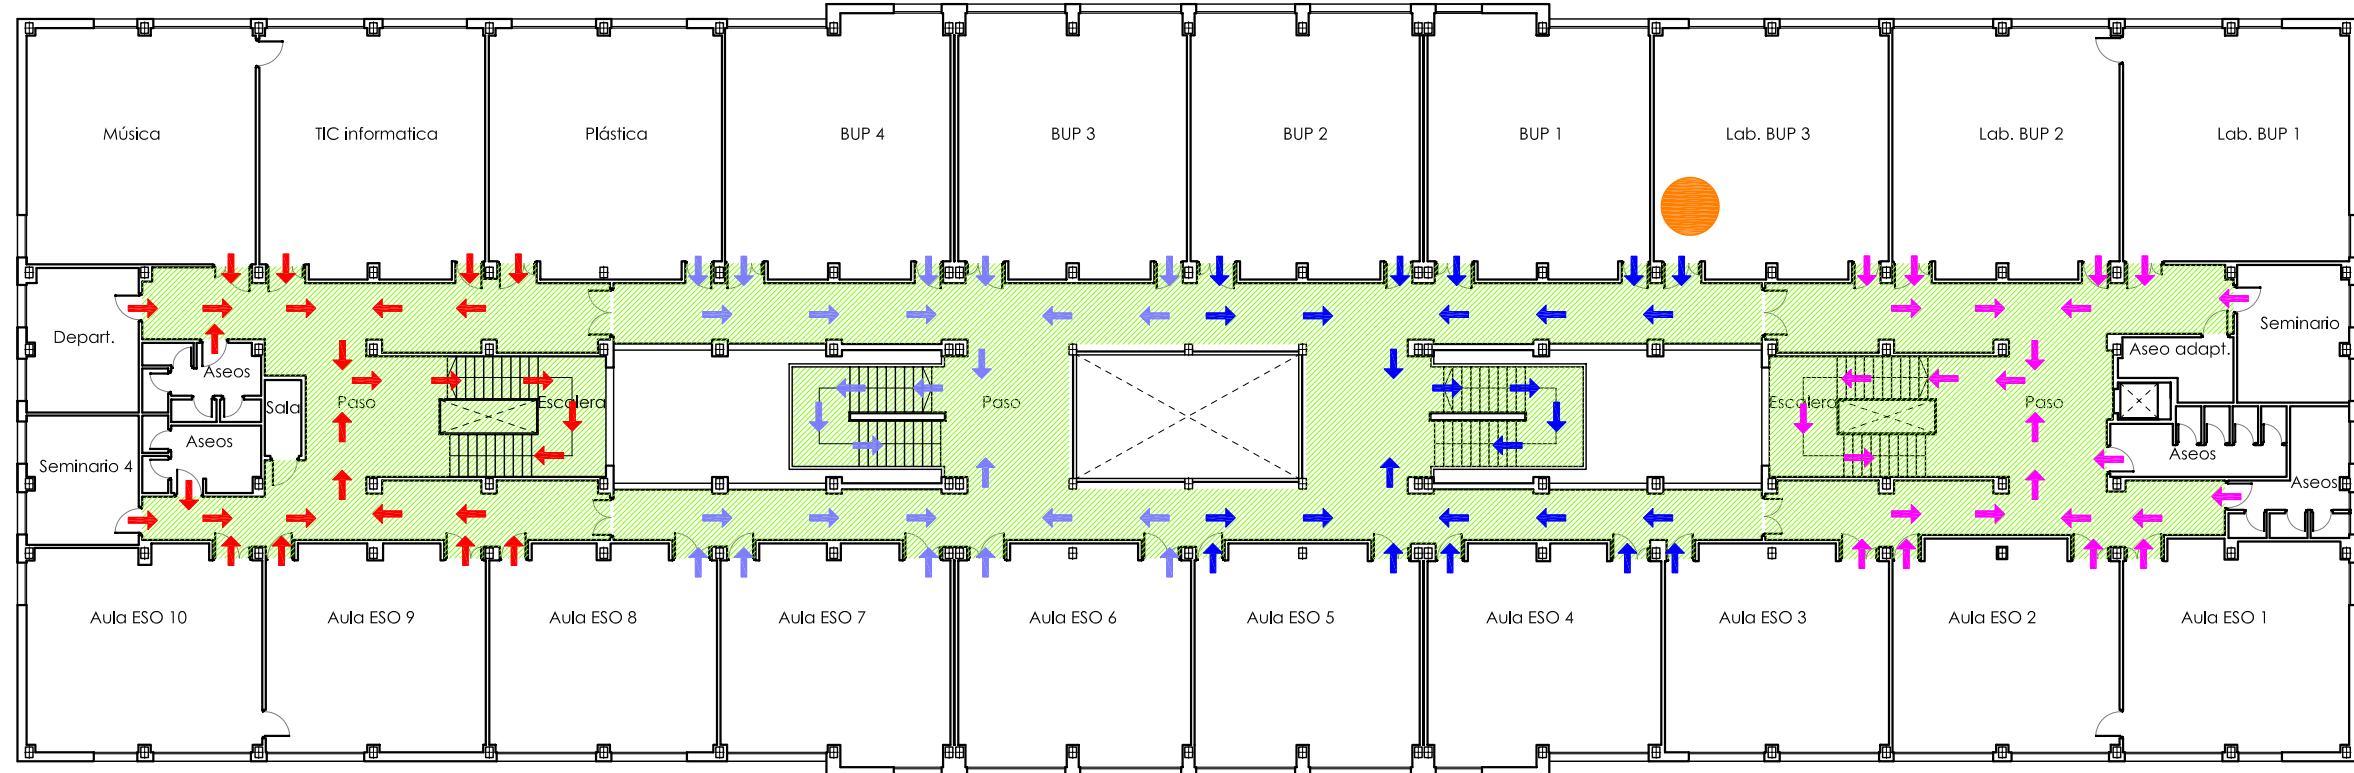 Música
TIC informatica
Plástica
BUP 4
BUP 3
BUP 2
BUP 1
Lab. BUP 3
Lab. BUP 2
Lab. BUP 1
Depart.
Seminario
Aseo adapt.
Aseos
Sala
Paso
Escalera
Paso
Escalera
Paso
Aseos
Seminario 4
Aseos
Aseos
Aula ESO 10
Aula ESO 9
Aula ESO 8
Aula ESO 7
Aula ESO 6
Aula ESO 5
Aula ESO 4
Aula ESO 3
Aula ESO 2
Aula ESO 1